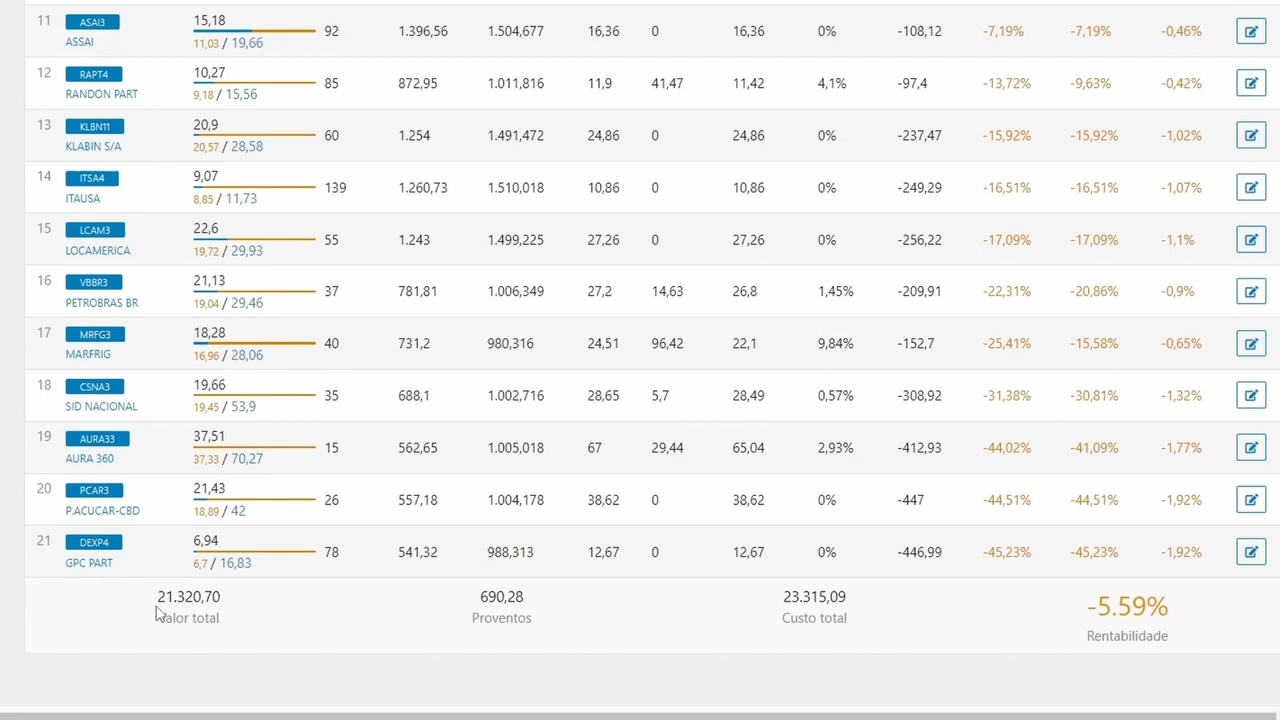 11 ASAI3 15,18 92 1.396,56 1.504,677 16,36 0 16,36 0% -108,12 -7,19% -7,19% -0,46%
ASSAI 11,03 / 19,66
12 RAPT4 10,27 85 872,95 1.011,816 11,9 41,47 11,42 4,1% -97,4 -13,72% -9,63% -0,42%
RANDON PART 9,18 / 15,56
13 KLBN11 20,9 60 1.254 1.491,472 24,86 0 24,86 0% -237,47 -15,92% -15,92% -1,02%
KLABIN S/A 20,57 / 28,58
14 ITSA4 9,07 139 1.260,73 1.510,018 10,86 0 10,86 0% -249,29 -16,51% -16,51% -1,07%
ITAUSA 8,85 / 11,73
15 LCAM3 22,6 55 1.243 1.499,225 27,26 0 27,26 0% -256,22 -17,09% -17,09% -1,1%
LOCAMERICA 19,72 / 29,93
16 VBBR3 21,13 37 781,81 1.006,349 27,2 14,63 26,8 1,45% -209,91 -22,31% -20,86% -0,9%
PETROBRAS BR 19,04 / 29,46
17 MRFG3 18,28 40 731,2 980,316 24,51 96,42 22,1 9,84% -152,7 -25,41% -15,58% -0,65%
MARFRIG 16,96 / 28,06
18 CSNA3 19,66 35 688,1 1.002,716 28,65 5,7 28,49 0,57% -308,92 -31,38% -30,81% -1,32%
SID NACIONAL 19,45 / 53,9
19 AURA33 37,51 15 562,65 1.005,018 67 29,44 65,04 2,93% -412,93 -44,02% -41,09% -1,77%
AURA 360 37,33 / 70,27
20 PCAR3 21,43 26 557,18 1.004,178 38,62 0 38,62 0% -447 -44,51% -44,51% -1,92%
P.ACUCAR-CBD 18,89 / 42
21 DEXP4 6,94 78 541,32 988,313 12,67 0 12,67 0% -446,99 -45,23% -45,23% -1,92%
GPC PART 6,7 / 16,83
21.320,70 690,28 23.315,09 -5.59%
Valor total Proventos Custo total Rentabilidade